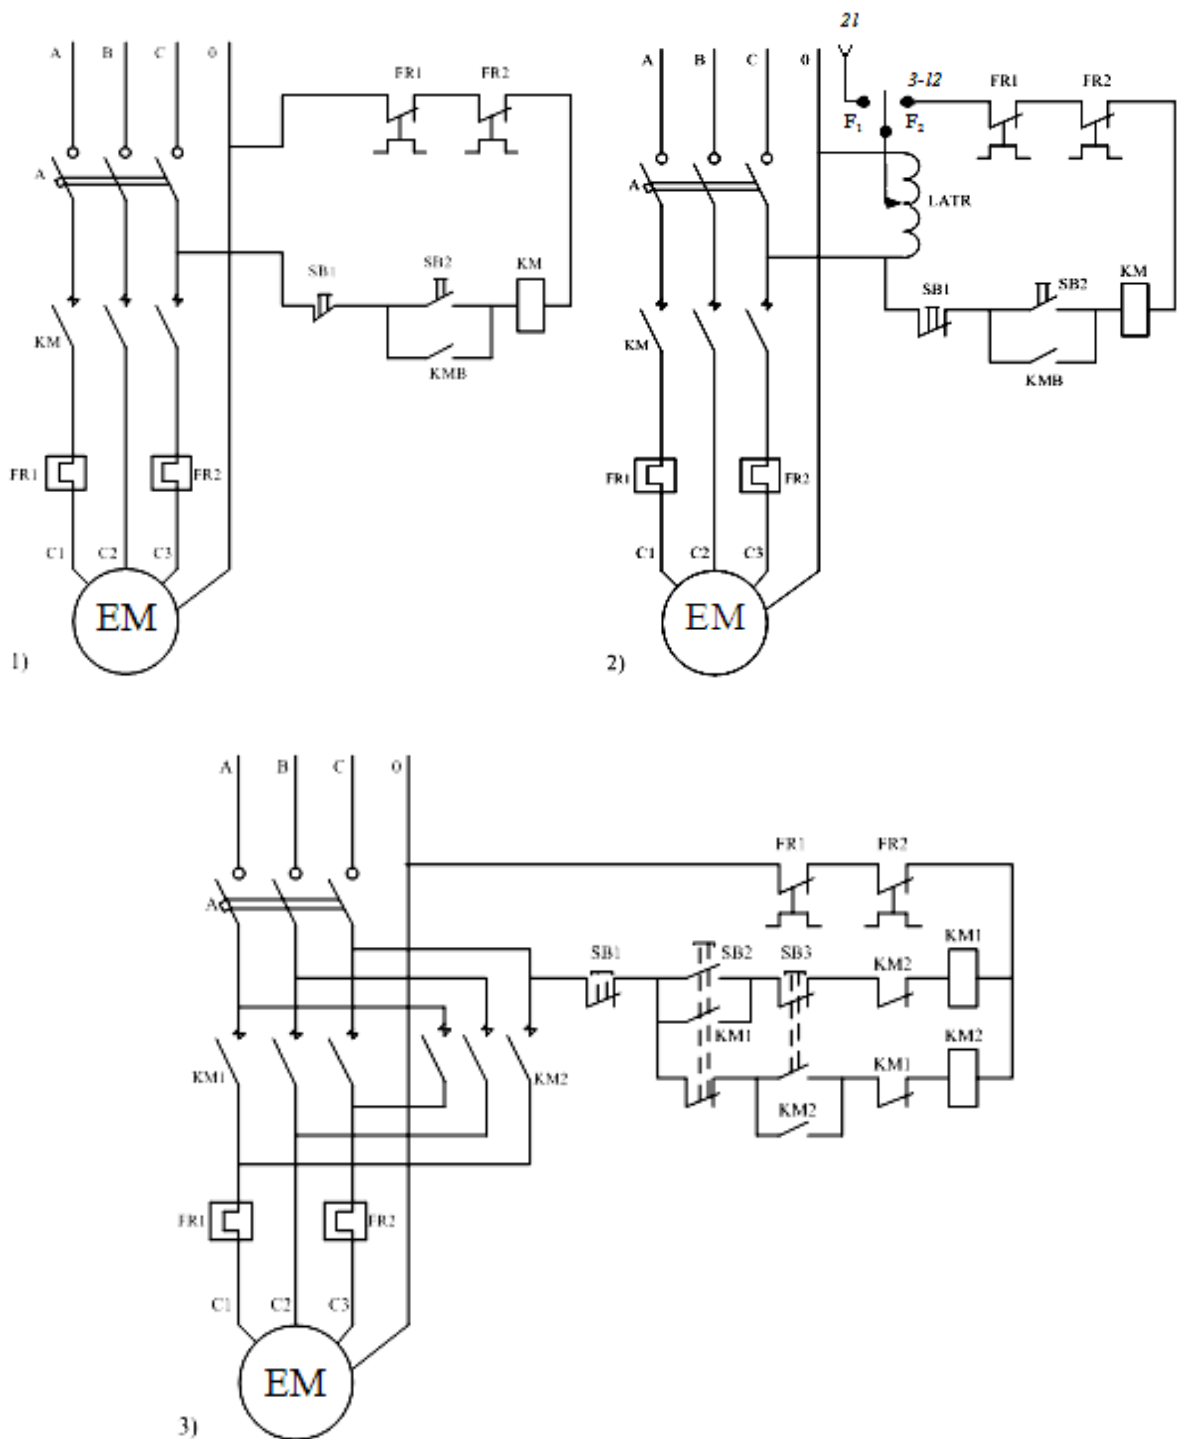 A B C 0
FR1 FR2
A
SB1 SB2 KM
KM
KMB
FR1 FR2
C1 C2 C3
EM
1)
21
A B C 0
3-12 FR1 FR2
F1 F2
A
LATR
SB1 SB2 KM
KM
KMB
FR1 FR2
C1 C2 C3
EM
2)
A B C 0
FR1 FR2
A
SB1 SB2 SB3 KM2 KM1
KM1 KM2
KM1 KM2 KM1
KM2
FR1 FR2
C1 C2 C3
EM
3)